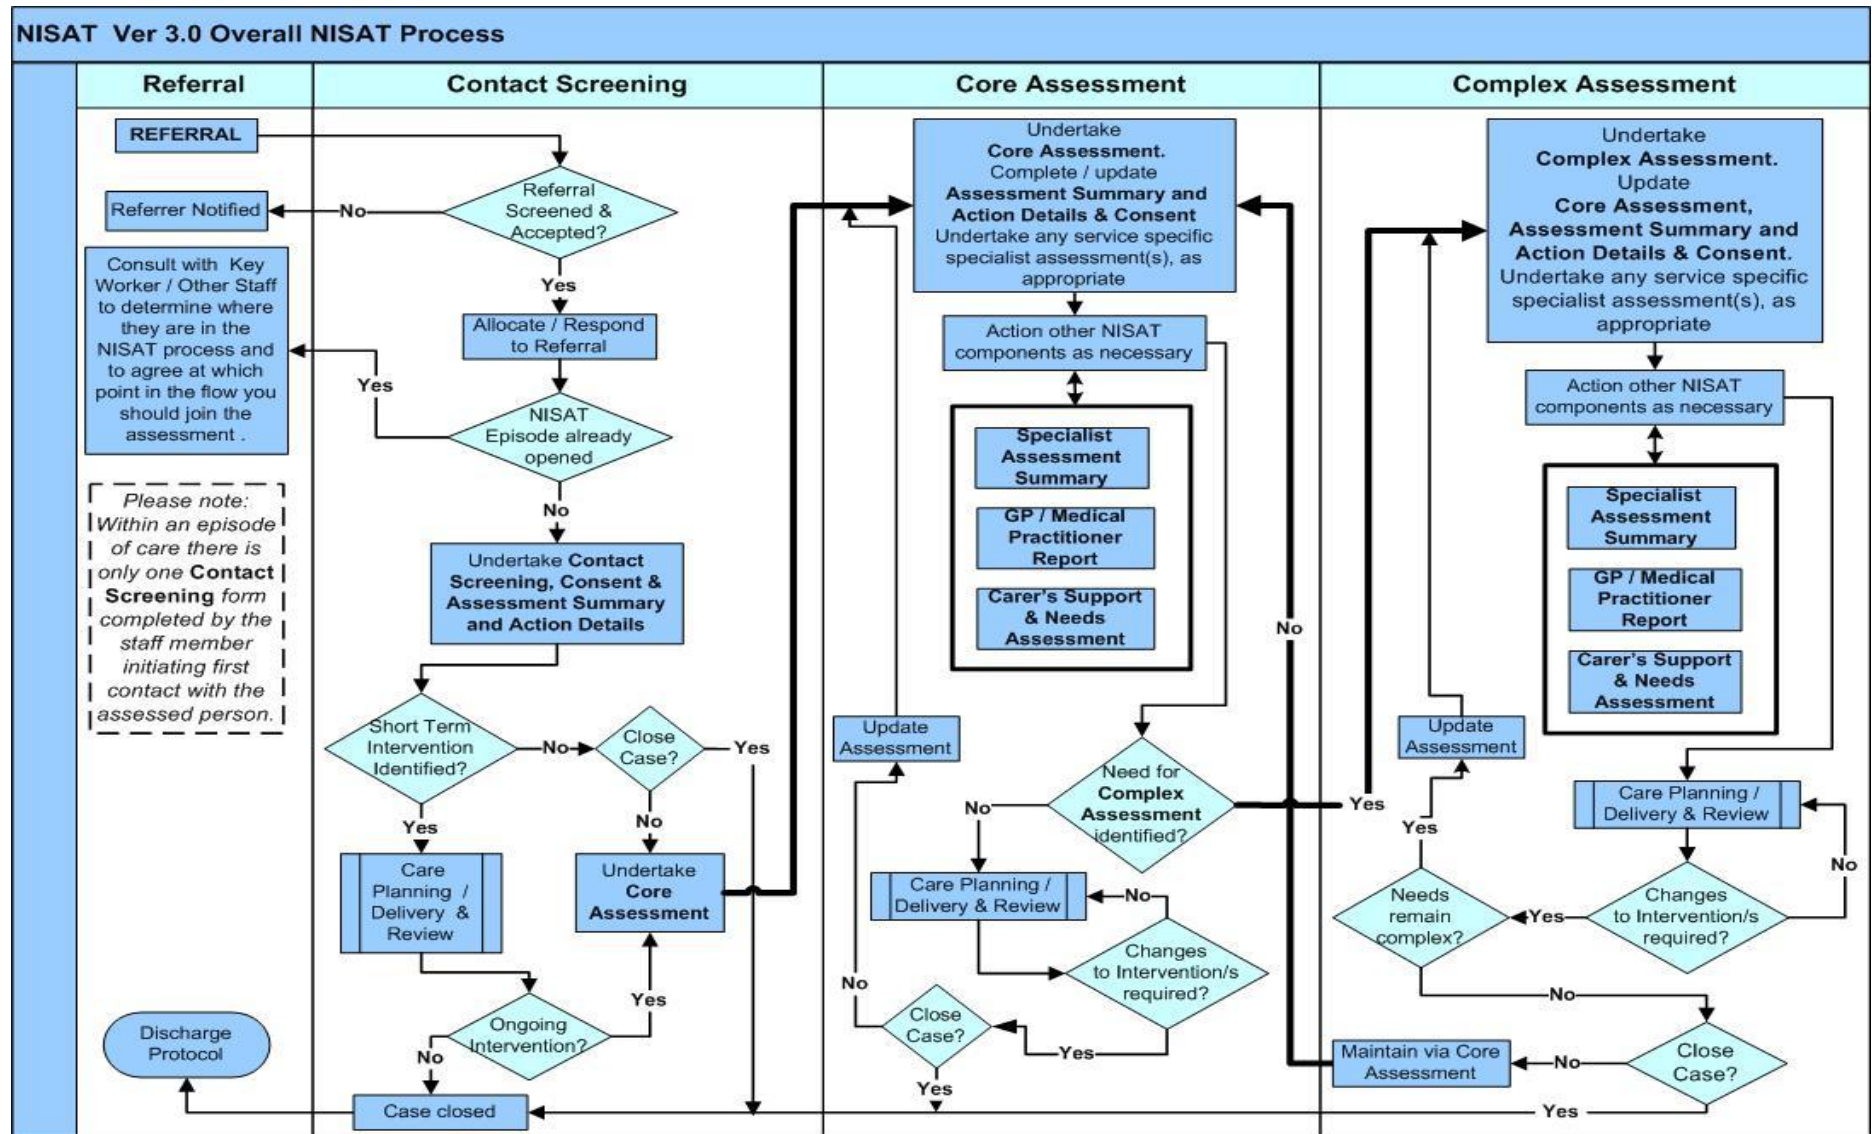 NISAT Ver 3.0 Overall NISAT Process
Referral
Contact Screening
Core Assessment
Complex Assessment
REFERRAL
Referrer Notified
Consult with Key
Worker / Other Staff
to determine where
they are in the
NISAT process and
to agree at which
point in the flow you
should join the
assessment .
Please note:
Within an episode
of care there is
only one Contact
Screening form
completed by the
staff member
initiating first
contact with the
assessed person.
Discharge
Protocol
Referral
Screened &
Accepted?
No
Yes
Allocate / Respond
to Referral
Yes
NISAT
Episode already
opened
No
Undertake Contact
Screening, Consent &
Assessment Summary
and Action Details
Short Term
Intervention
Identified?
No
Close
Case?
Yes
Yes
No
Care
Planning /
Delivery &
Review
Undertake
Core
Assessment
Yes
Ongoing
Intervention?
No
Case closed
Undertake
Core Assessment.
Complete / update
Assessment Summary and
Action Details & Consent
Undertake any service specific
specialist assessment(s), as
appropriate
Action other NISAT
components as necessary
Specialist
Assessment
Summary
GP / Medical
Practitioner
Report
Carer's Support
& Needs
Assessment
No
Update
Assessment
Need for
Complex
Assessment
identified?
No
Yes
Care Planning /
Delivery & Review
No
Changes
to Intervention/s
required?
No
Close
Case?
Yes
Yes
Undertake
Complex Assessment.
Update
Core Assessment,
Assessment Summary and
Action Details & Consent.
Undertake any service specific
specialist assessment(s), as
appropriate
Action other NISAT
components as necessary
Specialist
Assessment
Summary
GP / Medical
Practitioner
Report
Carer's Support
& Needs
Assessment
Update
Assessment
Care Planning /
Delivery & Review
Yes
No
Needs
remain
complex?
Yes
Changes
to Intervention/s
required?
No
Maintain via Core
Assessment
No
Close
Case?
Yes